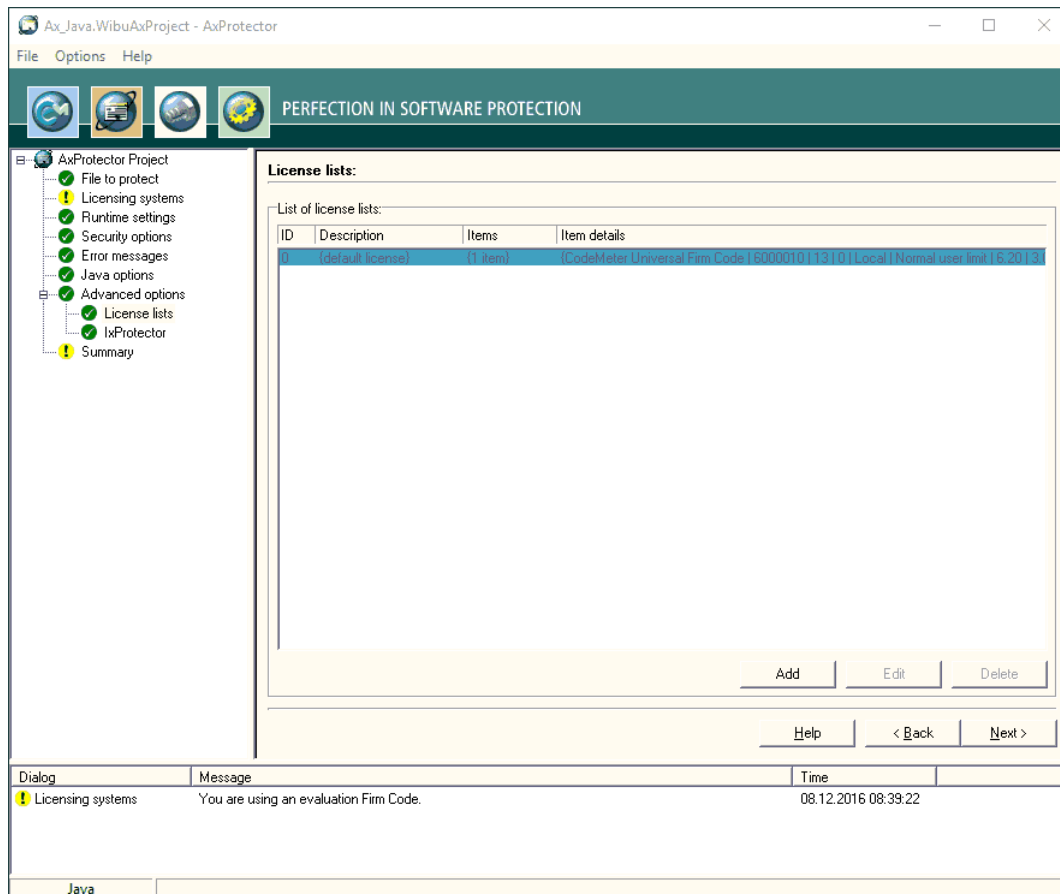 Ax_Java.WibuAxProject - AxProtector
File Options Help
PERFECTION IN SOFTWARE PROTECTION
AxProtector Project
File to protect
Licensing systems
Runtime settings
Security options
Error messages
Java options
Advanced options
License lists
IxProtector
Summary
License lists:
List of license lists:
ID Description Items Item details
0 {default license} {1 item} {CodeMeter Universal Firm Code | 6000010 | 13 | 0 | Local | Normal user limit | 6.20 | 3.
Add Edit Delete
Help < Back Next >
Dialog Message Time
Licensing systems You are using an evaluation Firm Code. 08.12.2016 08:39:22
Java